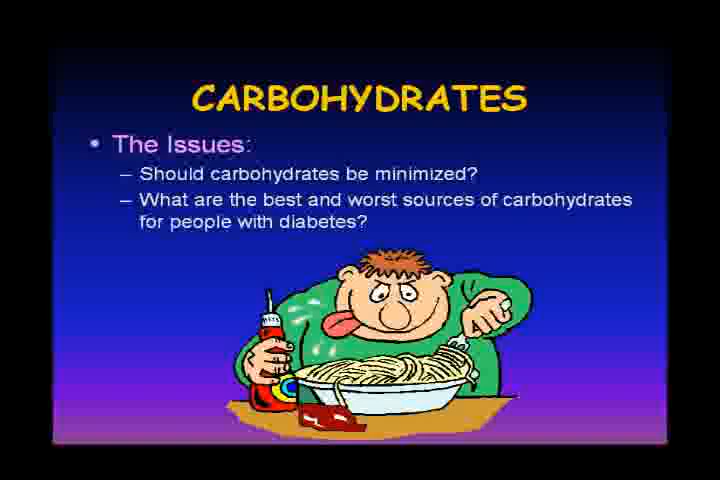 CARBOHYDRATES
• The Issues:
– Should carbohydrates be minimized?
– What are the best and worst sources of carbohydrates
for people with diabetes?